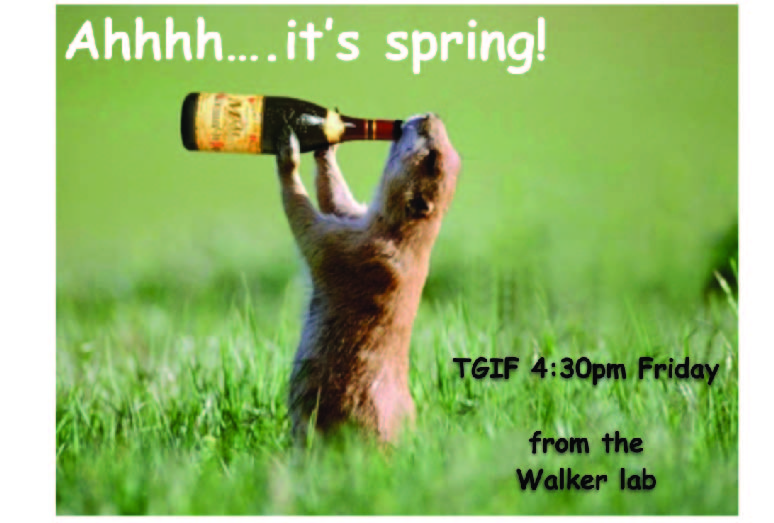 Ahhhh….it's spring!
TGIF 4:30pm Friday
from the
Walker lab